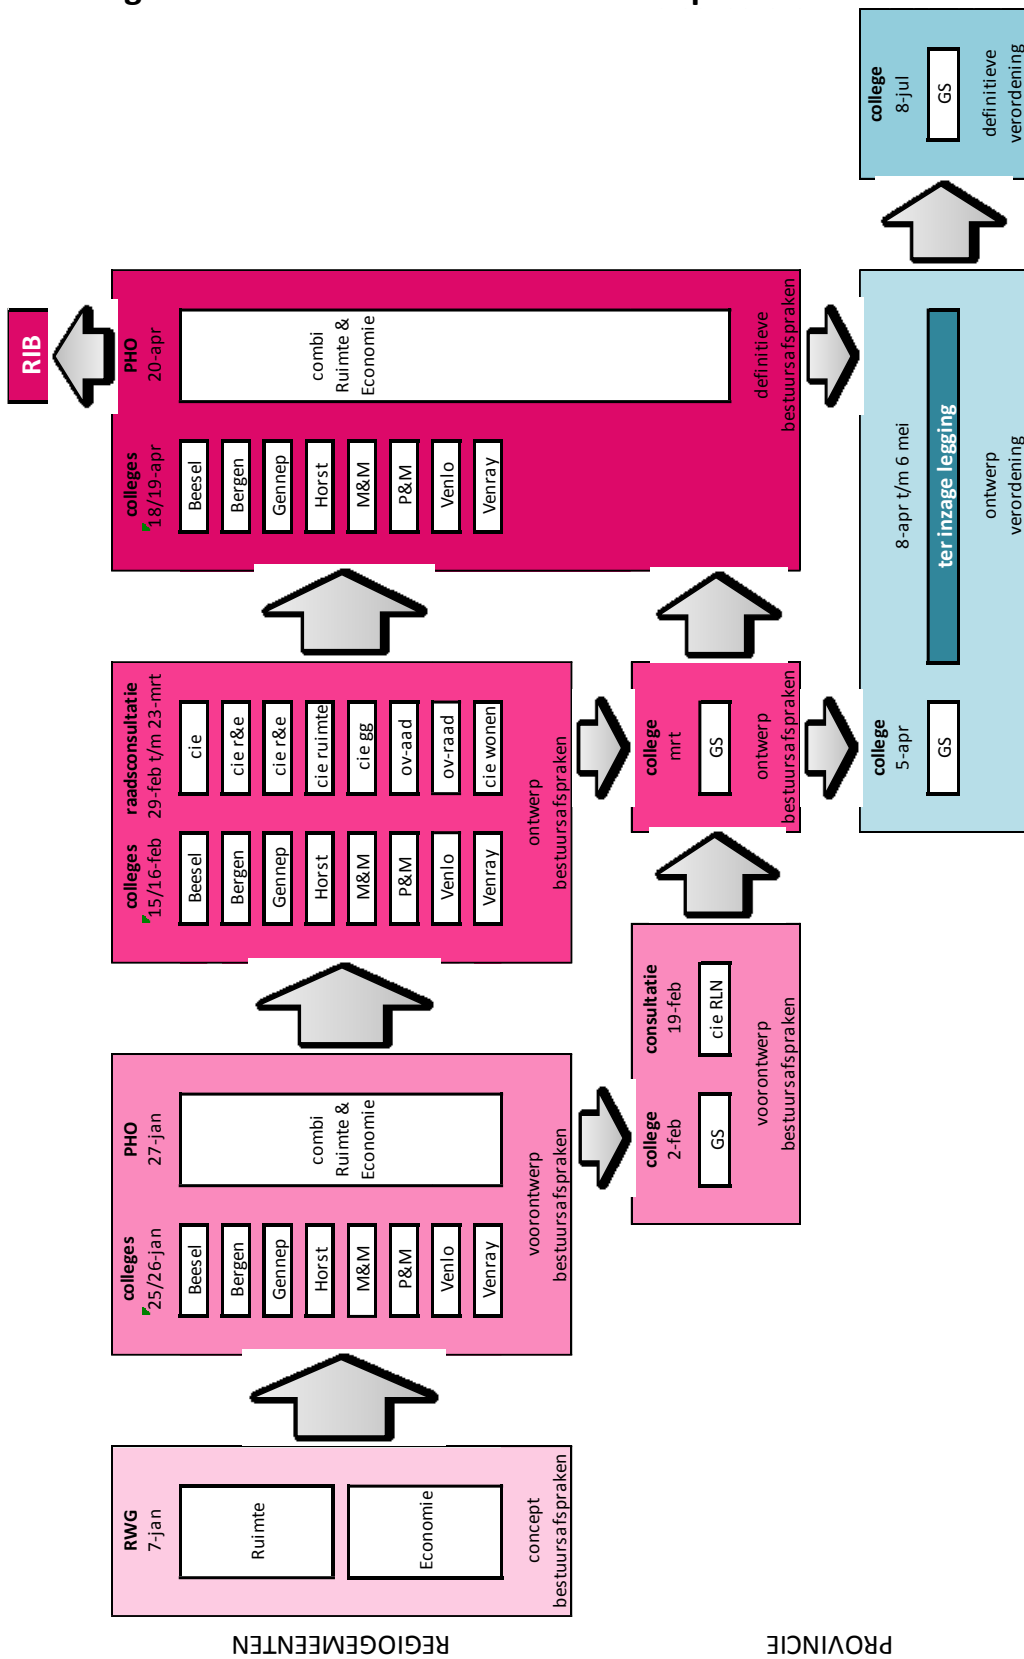 RIB
REGIOGEMEENTEN
RWG
7-jan
Ruimte
Economie
concept
bestuursafspraken
colleges
25/26-jan
Beesel
Bergen
Gennep
Horst
M&M
P&M
Venlo
Venray
PHO
27-jan
combi
Ruimte &
Economie
voorontwerp
bestuursafspraken
colleges
15/16-feb
Beesel
Bergen
Gennep
Horst
M&M
P&M
Venlo
Venray
raadsconsultatie
29-feb t/m 23-mrt
cie
cie r&e
cie r&e
cie ruimte
cie gg
ov-aad
ov-raad
cie wonen
ontwerp
bestuursafspraken
colleges
18/19-apr
Beesel
Bergen
Gennep
Horst
M&M
P&M
Venlo
Venray
PHO
20-apr
combi
Ruimte &
Economie
definitieve
bestuursafspraken
PROVINCIE
college
2-feb
GS
consultatie
19-feb
cie RLN
voorontwerp
bestuursafspraken
college
mrt
GS
ontwerp
bestuursafspraken
college
5-apr
GS
8-apr t/m 6 mei
ter inzage legging
ontwerp
verordening
college
8-jul
GS
definitieve
verordening